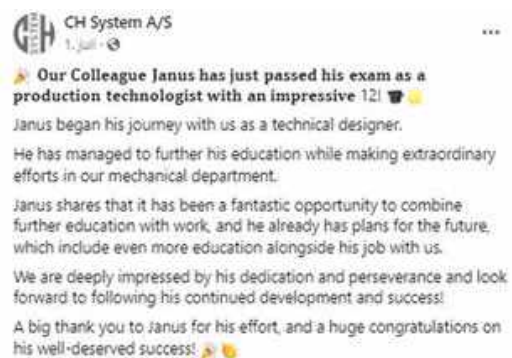 CH System A/S
1. juli
Our Colleague Janus has just passed his exam as a
production technologist with an impressive 12!
Janus began his journey with us as a technical designer.
He has managed to further his education while making extraordinary
efforts in our mechanical department.
Janus shares that it has been a fantastic opportunity to combine
further education with work, and he already has plans for the future,
which include even more education alongside his job with us.
We are deeply impressed by his dedication and perseverance and look
forward to following his continued development and success!
A big thank you to Janus for his effort, and a huge congratulations on
his well-deserved success!